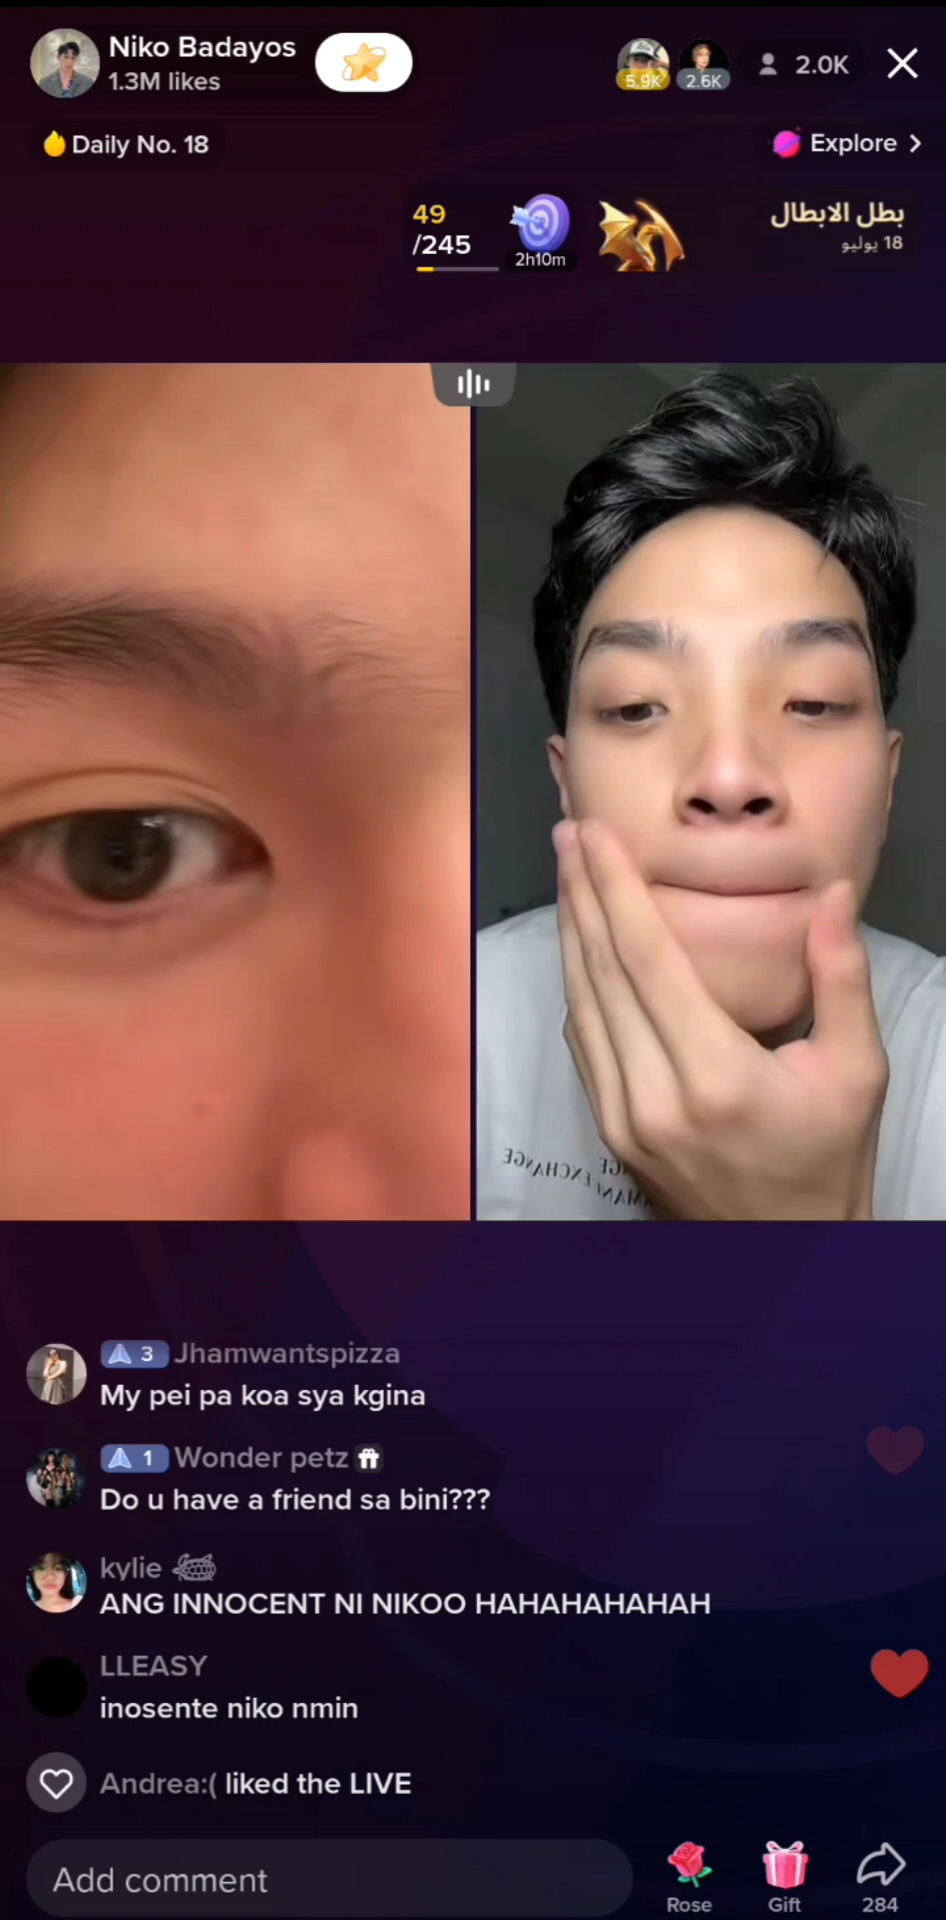 Niko Badayos
1.3M likes
5.9K
2.6K
2.0K
Daily No. 18
Explore >
49
/245
2h10m
بطل الابطال
18 يوليو
EXCHANGE
EXCHANGE
3 Jhamwantspizza
My pei pa koa sya kgina
1 Wonder petz
Do u have a friend sa bini???
kylie
ANG INNOCENT NI NIKOO HAHAHAHAHAH
LLEASY
inosente niko nmin
Andrea:( liked the LIVE
Add comment
Rose
Gift
284